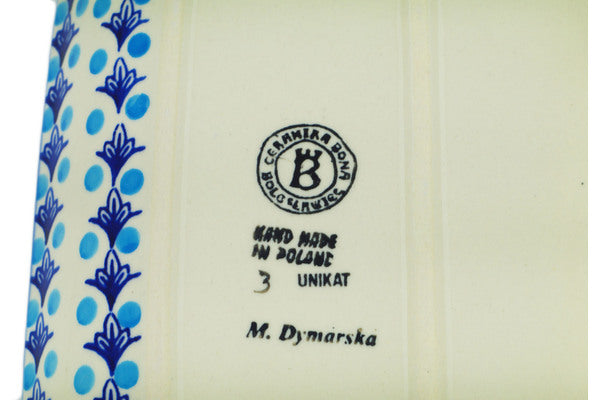 CERAMIKA BONA
BOLESŁAWIEC
B
HAND MADE
IN POLAND
3 UNIKAT
M. Dymarska